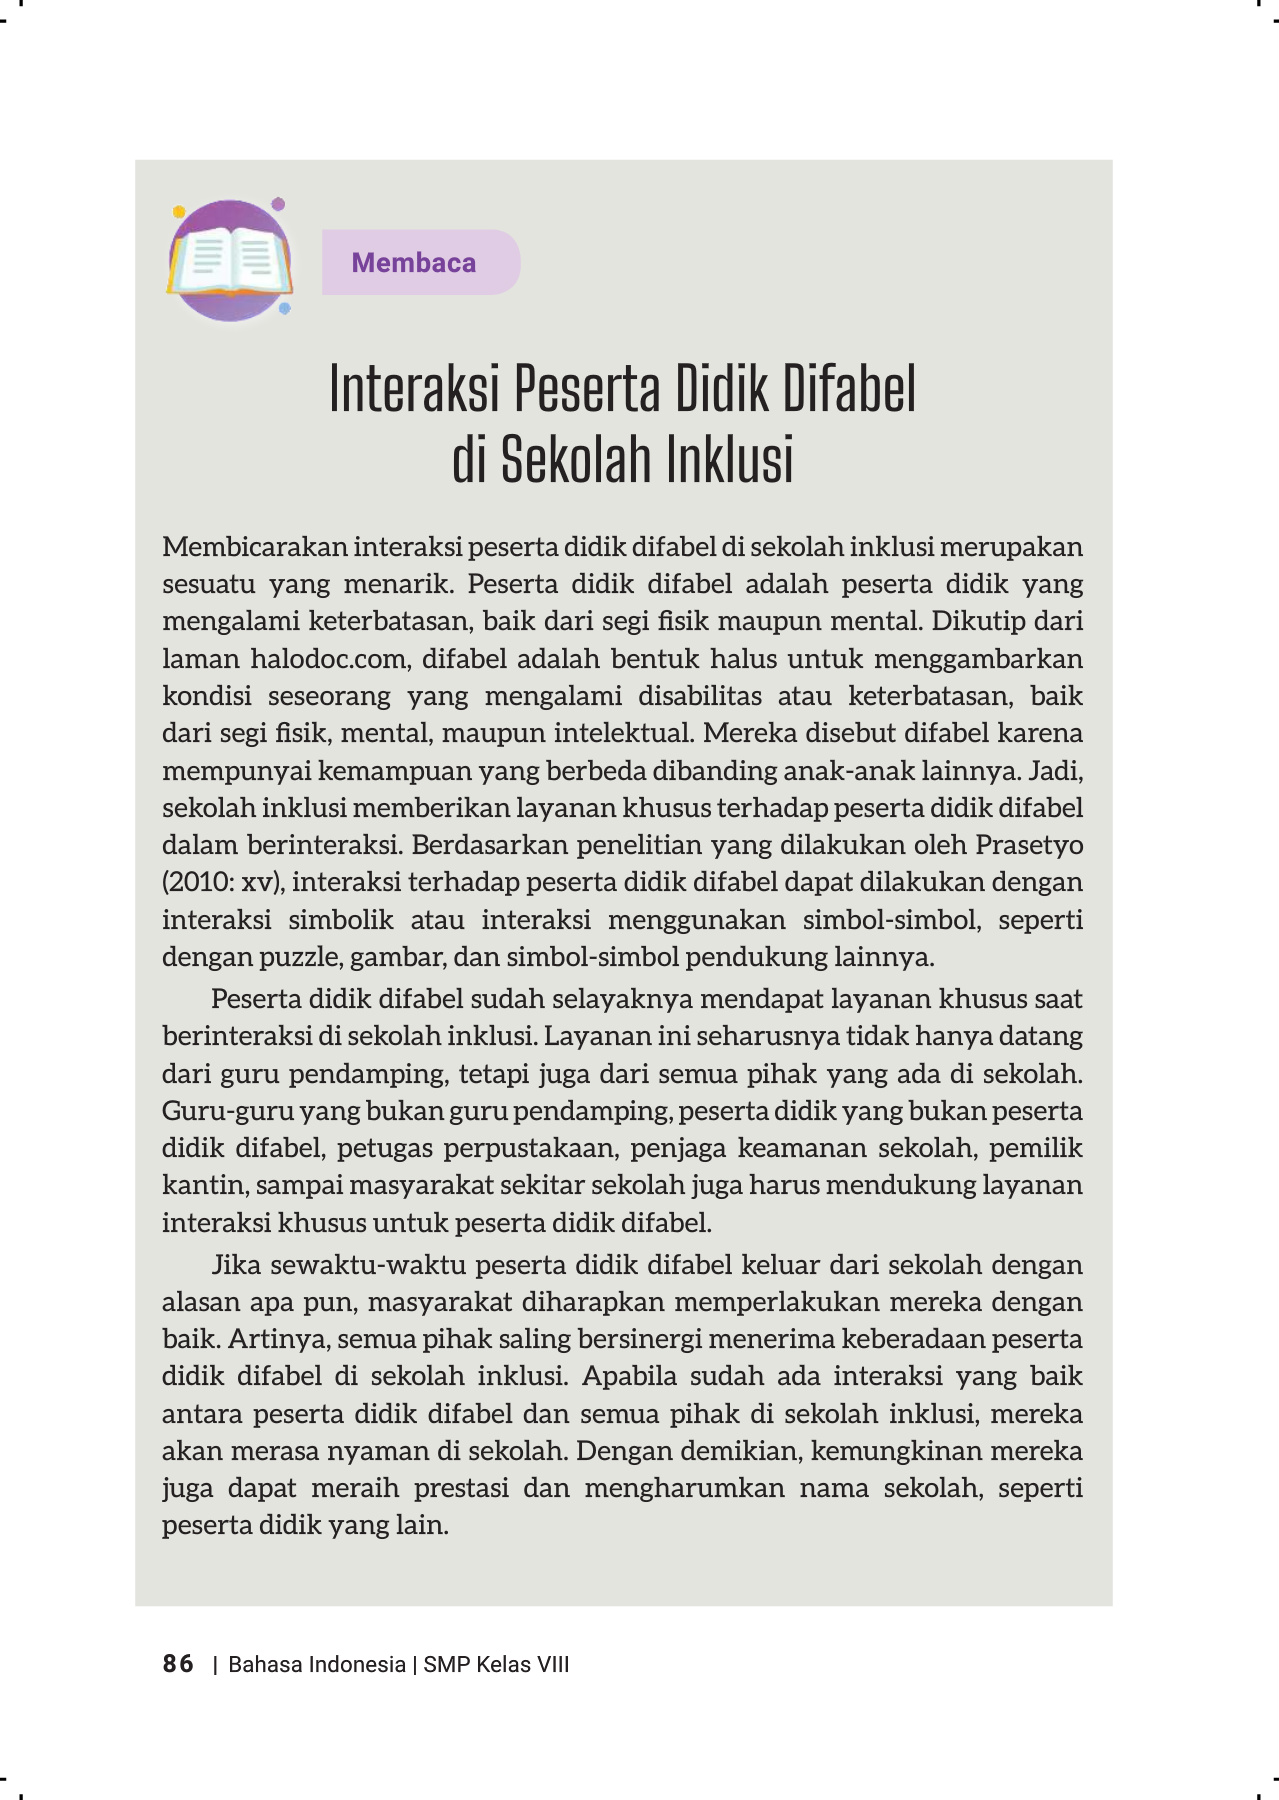 Membaca
Interaksi Peserta Didik Difabel
di Sekolah Inklusi
Membicarakan interaksi peserta didik difabel di sekolah inklusi merupakan
sesuatu yang menarik. Peserta didik difabel adalah peserta didik yang
mengalami keterbatasan, baik dari segi fisik maupun mental. Dikutip dari
laman halodoc.com, difabel adalah bentuk halus untuk menggambarkan
kondisi seseorang yang mengalami disabilitas atau keterbatasan, baik
dari segi fisik, mental, maupun intelektual. Mereka disebut difabel karena
mempunyai kemampuan yang berbeda dibanding anak-anak lainnya. Jadi,
sekolah inklusi memberikan layanan khusus terhadap peserta didik difabel
dalam berinteraksi. Berdasarkan penelitian yang dilakukan oleh Prasetyo
(2010: xv), interaksi terhadap peserta didik difabel dapat dilakukan dengan
interaksi simbolik atau interaksi menggunakan simbol-simbol, seperti
dengan puzzle, gambar, dan simbol-simbol pendukung lainnya.
Peserta didik difabel sudah selayaknya mendapat layanan khusus saat
berinteraksi di sekolah inklusi. Layanan ini seharusnya tidak hanya datang
dari guru pendamping, tetapi juga dari semua pihak yang ada di sekolah.
Guru-guru yang bukan guru pendamping, peserta didik yang bukan peserta
didik difabel, petugas perpustakaan, penjaga keamanan sekolah, pemilik
kantin, sampai masyarakat sekitar sekolah juga harus mendukung layanan
interaksi khusus untuk peserta didik difabel.
Jika sewaktu-waktu peserta didik difabel keluar dari sekolah dengan
alasan apa pun, masyarakat diharapkan memperlakukan mereka dengan
baik. Artinya, semua pihak saling bersinergi menerima keberadaan peserta
didik difabel di sekolah inklusi. Apabila sudah ada interaksi yang baik
antara peserta didik difabel dan semua pihak di sekolah inklusi, mereka
akan merasa nyaman di sekolah. Dengan demikian, kemungkinan mereka
juga dapat meraih prestasi dan mengharumkan nama sekolah, seperti
peserta didik yang lain.
86 | Bahasa Indonesia | SMP Kelas VIII